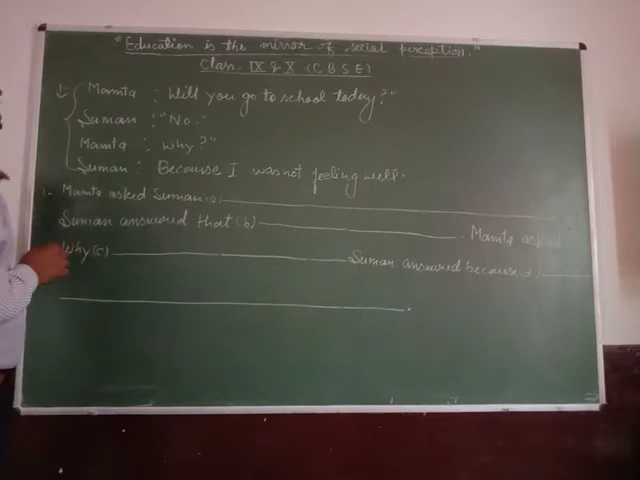 "Education is the mirror of social perception."
Class. IX & X (CBSE)
1- Mamta : Will you go to school today?"
Suman : "No."
Mamta : Why?"
Suman : Because I was not feeling well.
1- Mamta asked Suman (a)
Suman answered that (b) Mamta asked
Why (c) Suman answered because d)